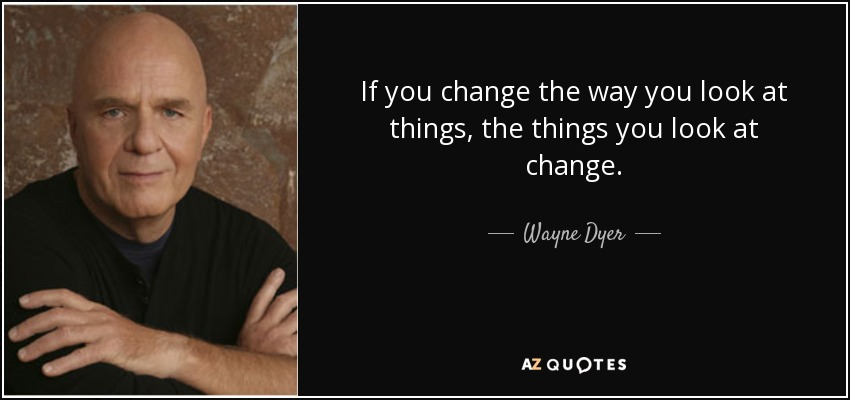 If you change the way you look at
things, the things you look at
change.
Wayne Dyer
AZ QUOTES